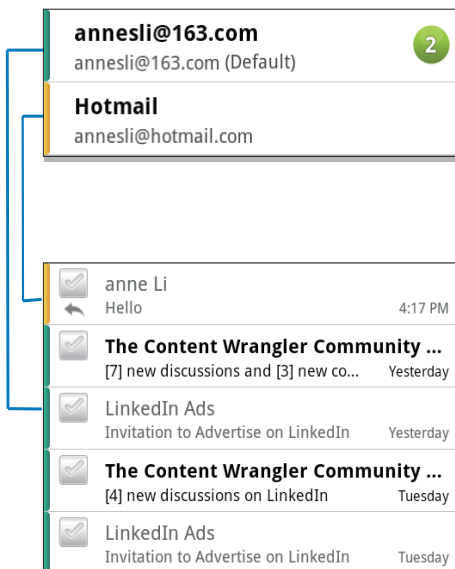 annesli@163.com
annesli@163.com (Default)
2
Hotmail
annesli@hotmail.com
anne Li
Hello 4:17 PM
The Content Wrangler Community ...
[7] new discussions and [3] new co... Yesterday
LinkedIn Ads
Invitation to Advertise on LinkedIn Yesterday
The Content Wrangler Community ...
[4] new discussions on LinkedIn Tuesday
LinkedIn Ads
Invitation to Advertise on LinkedIn Tuesday